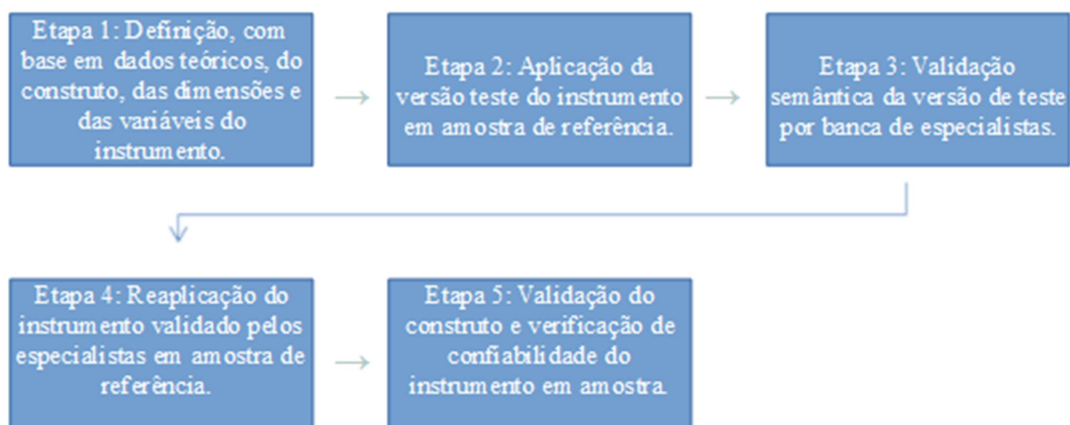 Etapa 1: Definição, com
base em dados teóricos, do
construto, das dimensões e
das variáveis do
instrumento.
Etapa 2: Aplicação da
versão teste do instrumento
em amostra de referência.
Etapa 3: Validação
semântica da versão de teste
por banca de especialistas.
Etapa 4: Reaplicação do
instrumento validado pelos
especialistas em amostra de
referência.
Etapa 5: Validação do
construto e verificação de
confiabilidade do
instrumento em amostra.